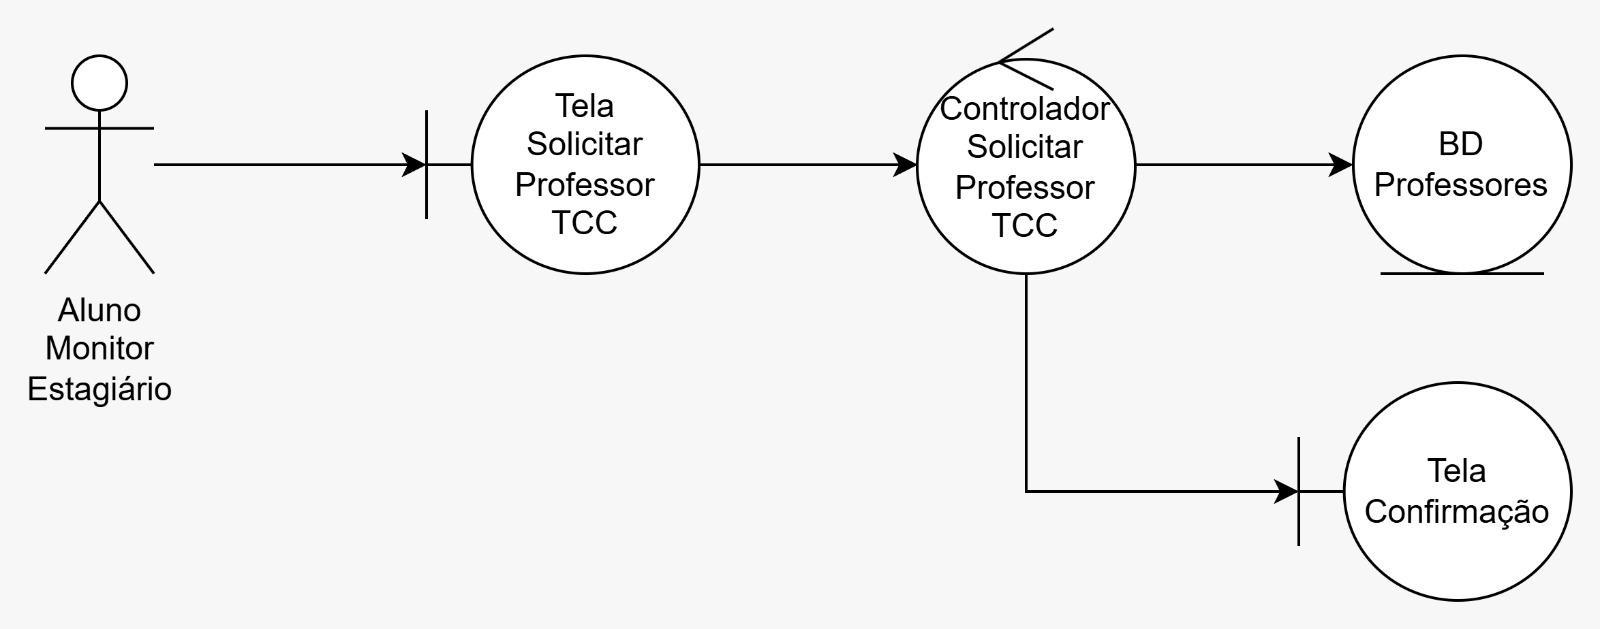 Aluno
Monitor
Estagiário
Tela
Solicitar
Professor
TCC
Controlador
Solicitar
Professor
TCC
BD
Professores
Tela
Confirmação